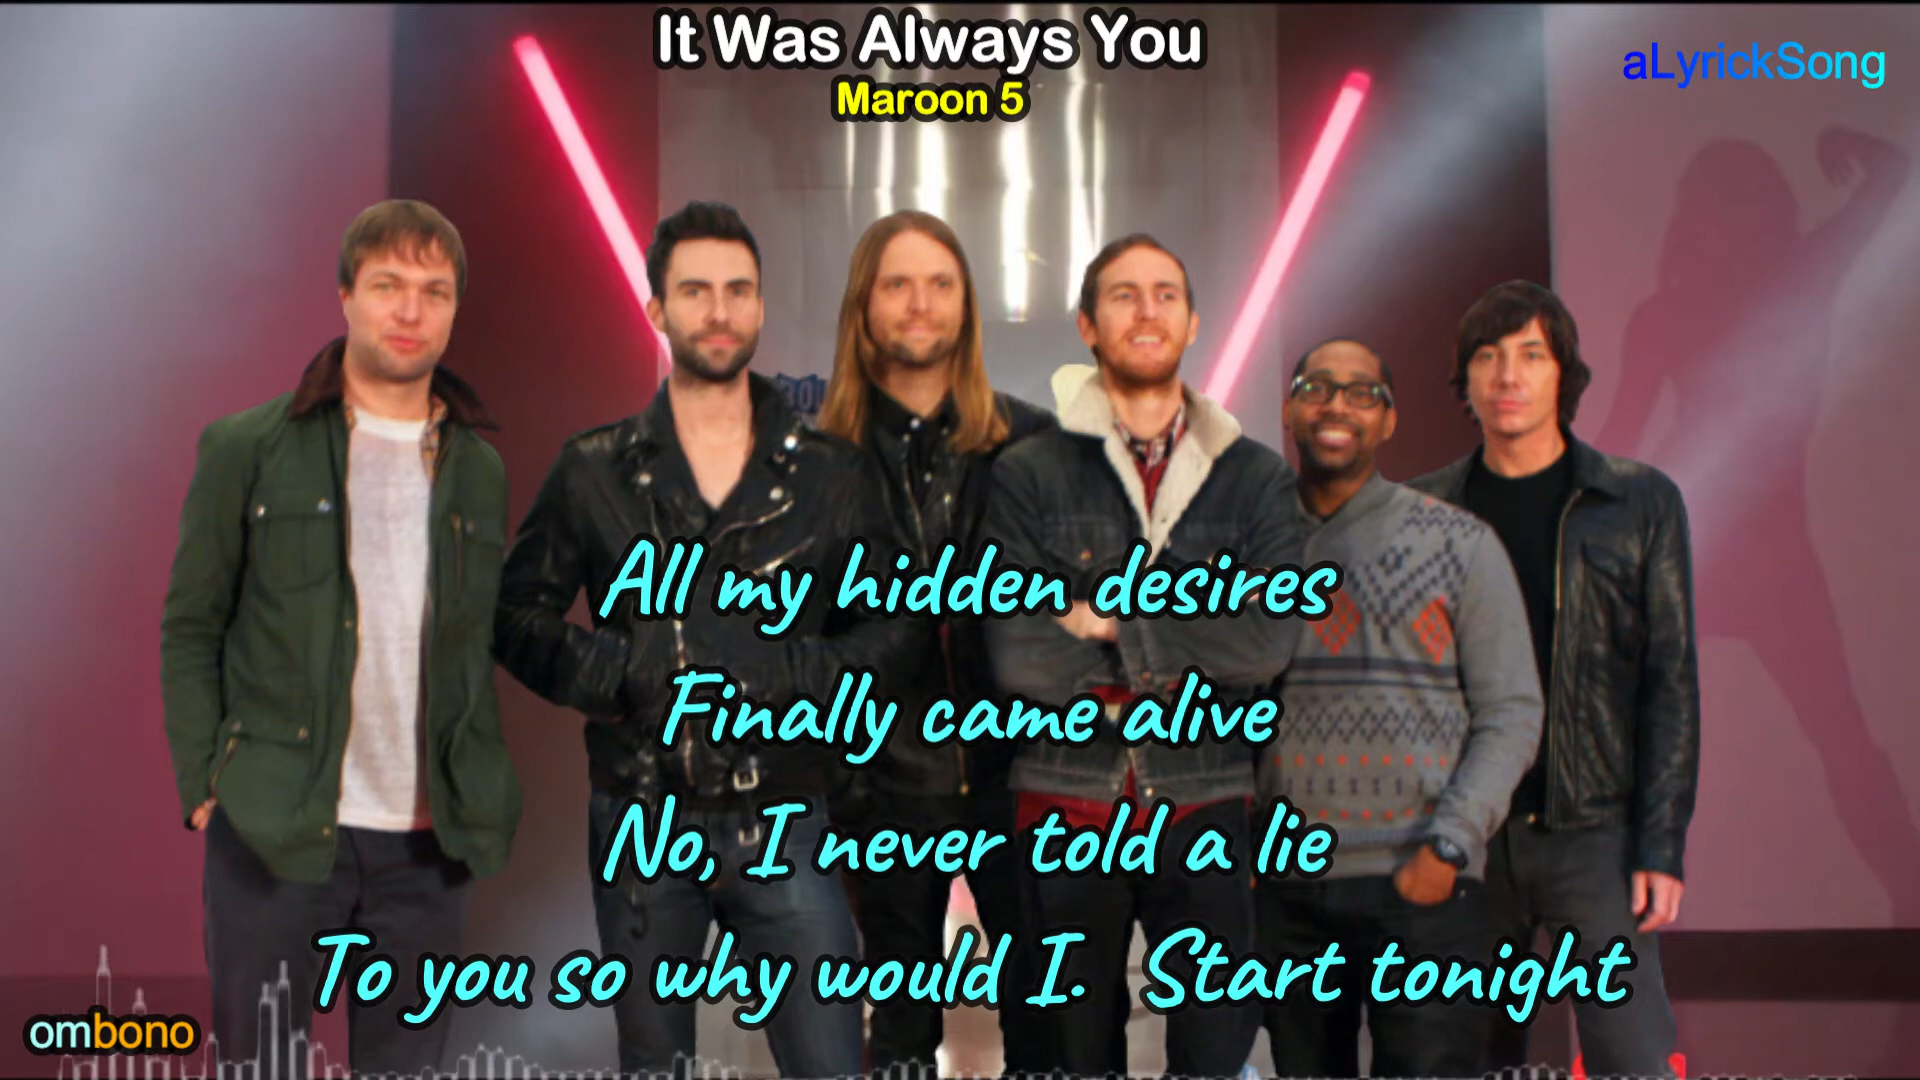 It Was Always You
Maroon 5
aLyrickSong
All my hidden desires
Finally came alive
No, I never told a lie
To you so why would I. Start tonight
ombono